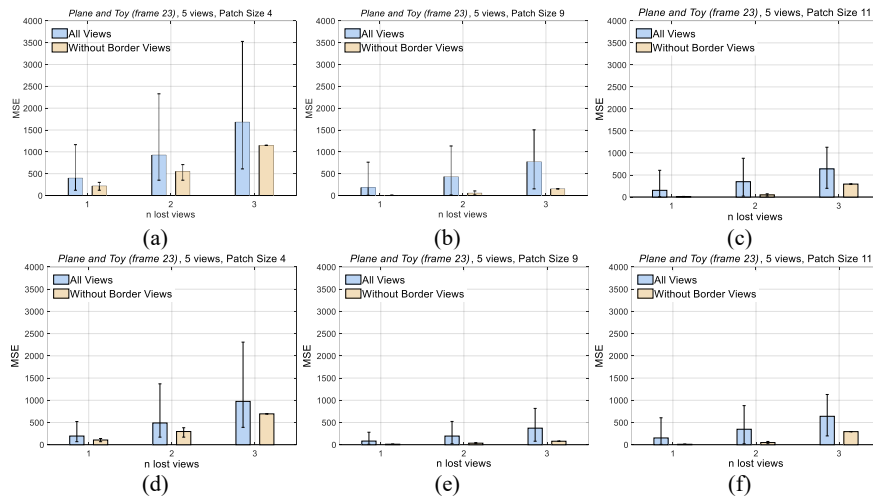 Plane and Toy (frame 23), 5 views, Patch Size 4
4000
3500
3000
2500
2000
1500
1000
500
0
MSE
All Views
Without Border Views
1 2 3
n lost views
(a)
Plane and Toy (frame 23), 5 views, Patch Size 9
4000
3500
3000
2500
2000
1500
1000
500
0
MSE
All Views
Without Border Views
1 2 3
n lost views
(b)
Plane and Toy (frame 23), 5 views, Patch Size 11
4000
3500
3000
2500
2000
1500
1000
500
0
MSE
All Views
Without Border Views
1 2 3
n lost views
(c)
Plane and Toy (frame 23), 5 views, Patch Size 4
4000
3500
3000
2500
2000
1500
1000
500
0
MSE
All Views
Without Border Views
1 2 3
n lost views
(d)
Plane and Toy (frame 23), 5 views, Patch Size 9
4000
3500
3000
2500
2000
1500
1000
500
0
MSE
All Views
Without Border Views
1 2 3
n lost views
(e)
Plane and Toy (frame 23), 5 views, Patch Size 11
4000
3500
3000
2500
2000
1500
1000
500
0
MSE
All Views
Without Border Views
1 2 3
n lost views
(f)